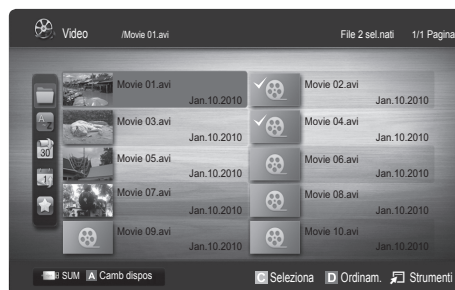 Video /Movie 01.avi File 2 sel.nati 1/1 Pagina
Movie 01.avi Movie 02.avi
Jan.10.2010 Jan.10.2010
Movie 03.avi Movie 04.avi
Jan.10.2010 Jan.10.2010
Movie 05.avi Movie 06.avi
Jan.10.2010 Jan.10.2010
Movie 07.avi Movie 08.avi
Jan.10.2010 Jan.10.2010
Movie 09.avi Movie 10.avi
Jan.10.2010 Jan.10.2010
A Z
30
1
SUM A Camb dispos C Seleziona D Ordinam. Strumenti